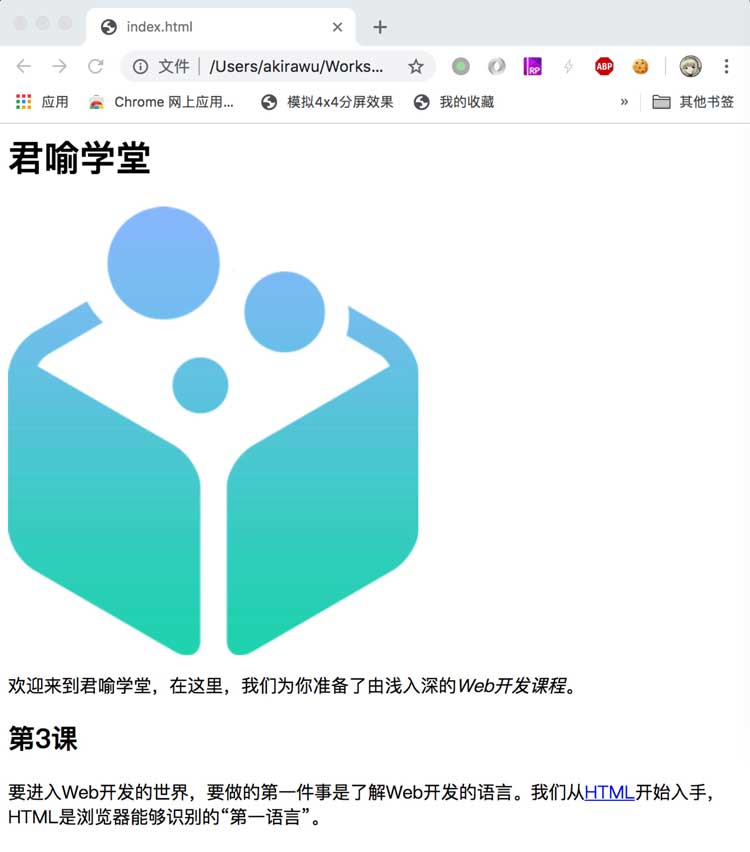 index.html
文件 /Users/akirawu/Works...
RP
ABP
应用 Chrome 网上应用... 模拟4x4分屏效果 我的收藏 » 其他书签
君喻学堂
欢迎来到君喻学堂，在这里，我们为你准备了由浅入深的Web开发课程。
第3课
要进入Web开发的世界，要做的第一件事是了解Web开发的语言。我们从HTML开始入手，
HTML是浏览器能够识别的“第一语言”。